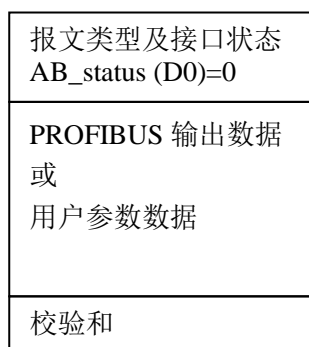 报文类型及接口状态
AB_status (D0)=0
PROFIBUS 输出数据
或
用户参数数据
校验和